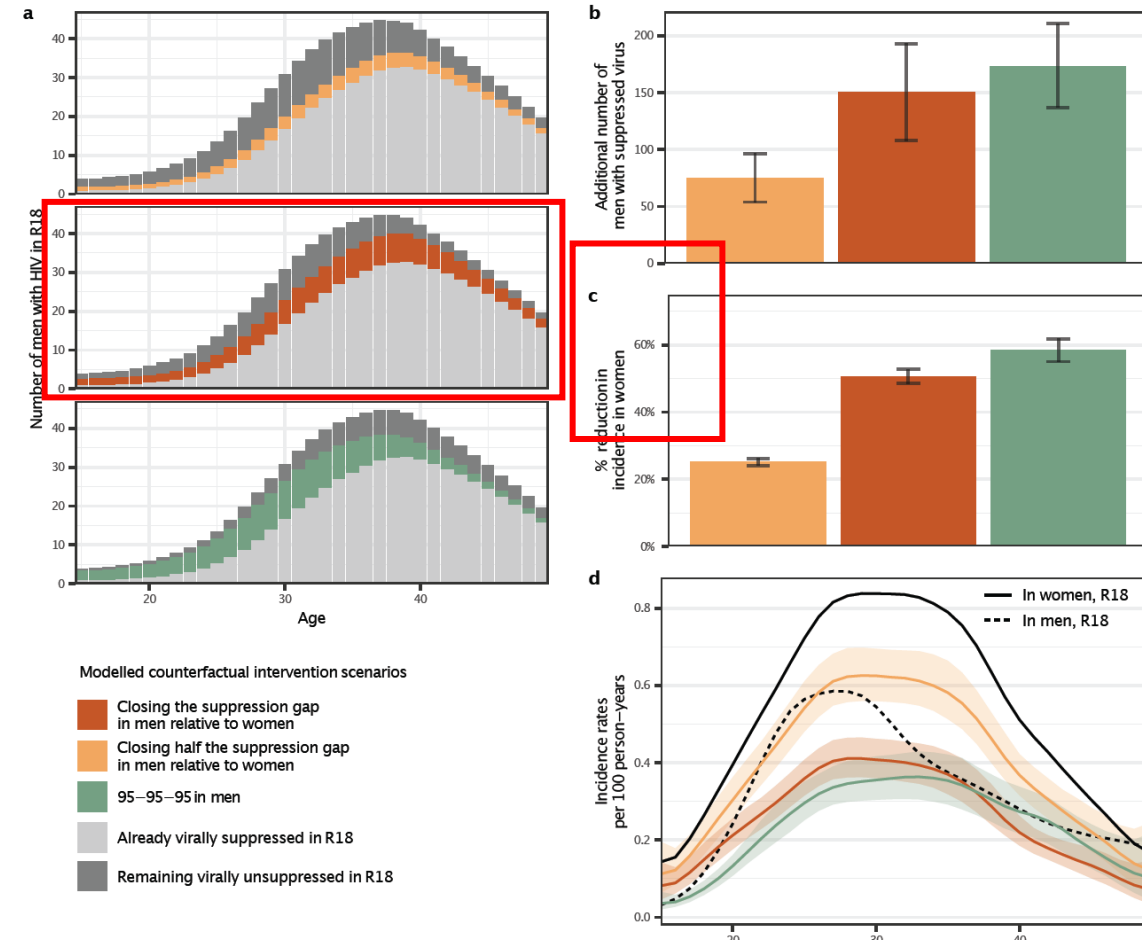 a
40
30
20
10
0
40
30
20
10
0
40
30
20
10
0
Number of men with HIV in R18
20
30
40
Age
Modelled counterfactual intervention scenarios
Closing the suppression gap
in men relative to women
Closing half the suppression gap
in men relative to women
95–95–95 in men
Already virally suppressed in R18
Remaining virally unsuppressed in R18
b
Additional number of
men with suppressed virus
200
150
100
50
0
c
% reductionin
incidence in women
60%
40%
20%
0%
d
Incidence rates
per 100 person–years
0.8
0.6
0.4
0.2
0.0
In women, R18
In men, R18
20
30
40